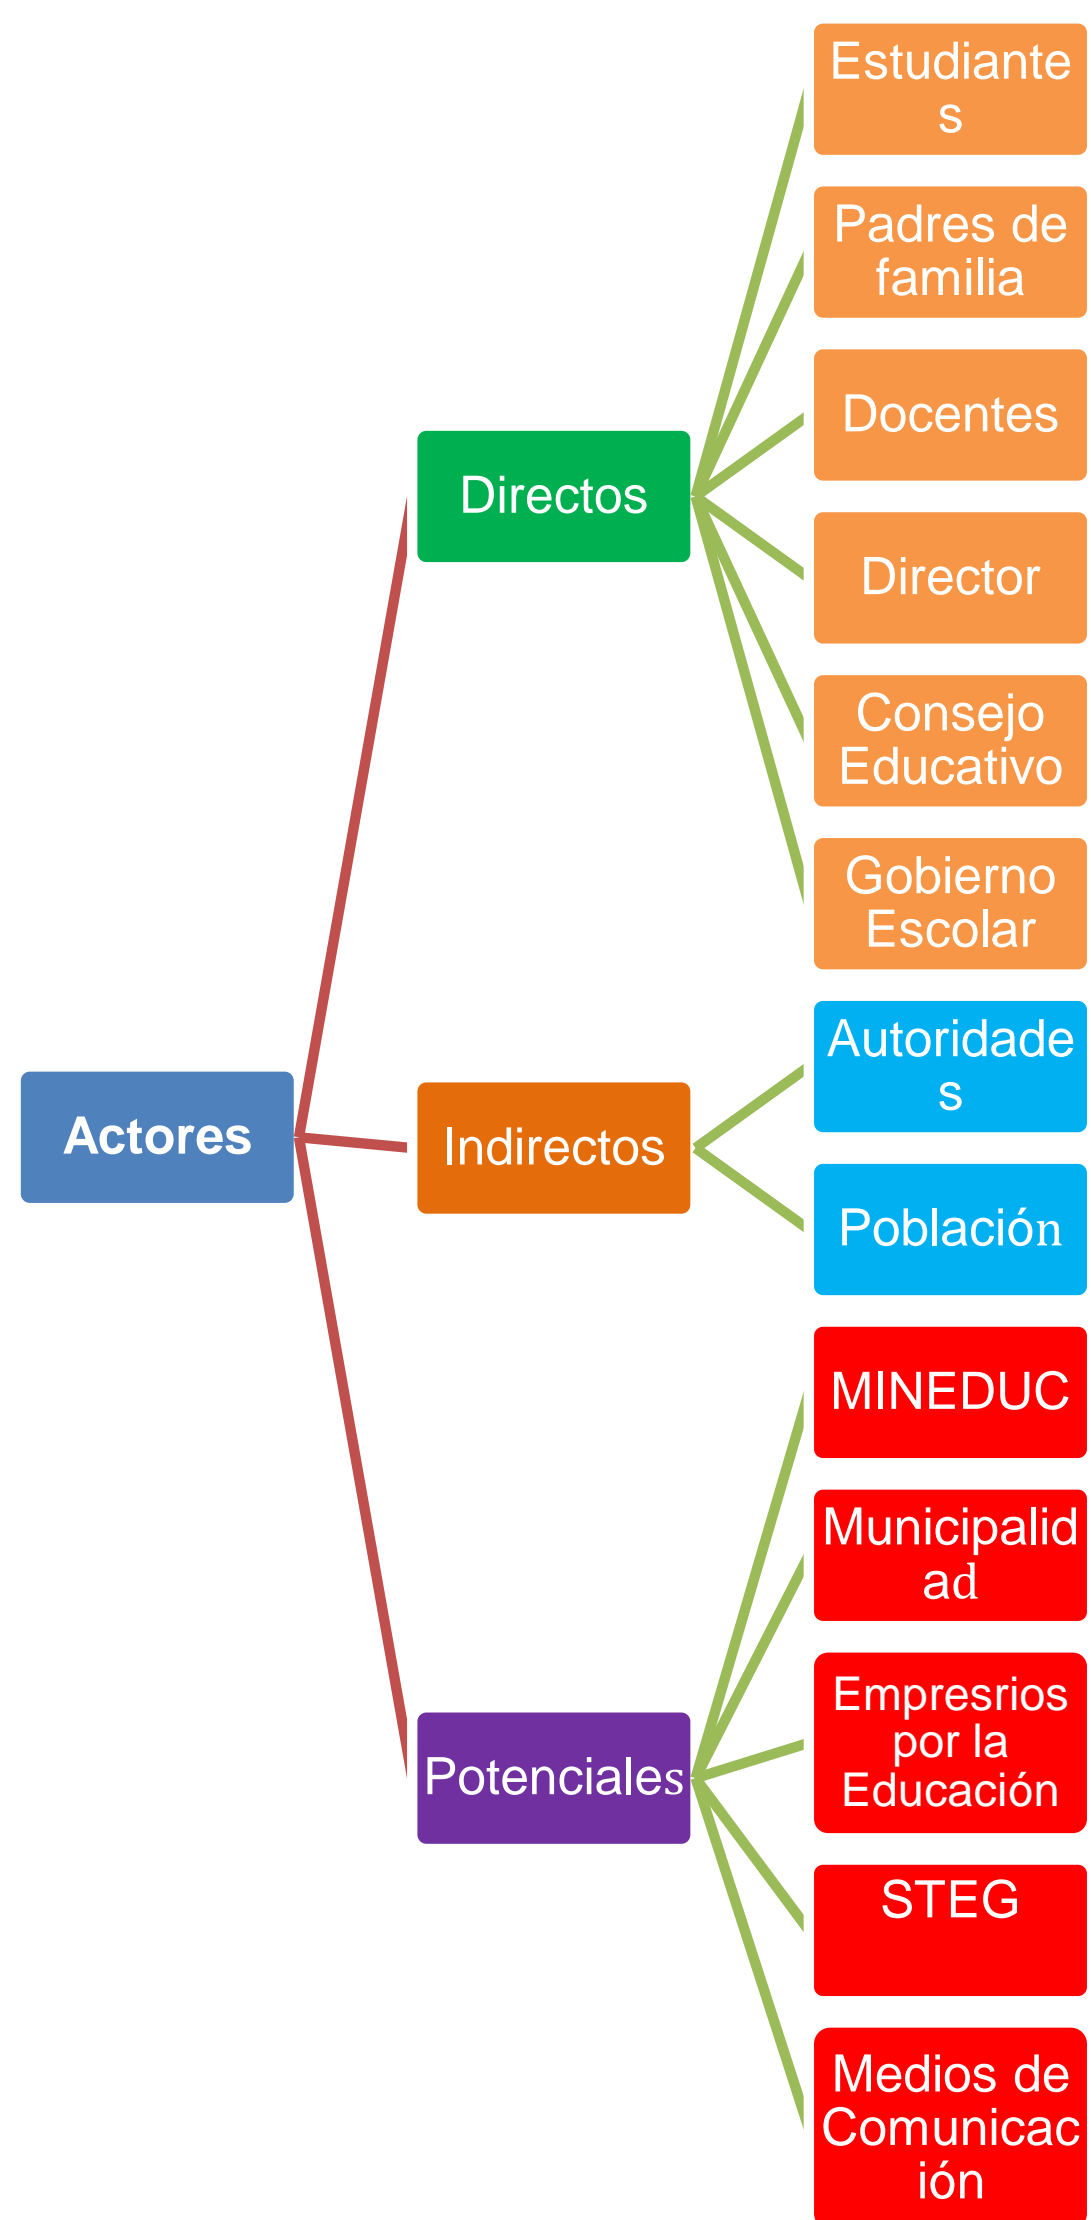 Actores
Directos
Estudiante
s
Padres de
familia
Docentes
Director
Consejo
Educativo
Gobierno
Escolar
Indirectos
Autoridade
s
Población
Potenciales
MINEDUC
Municipalid
ad
Empresrios
por la
Educación
STEG
Medios de
Comunicac
ión